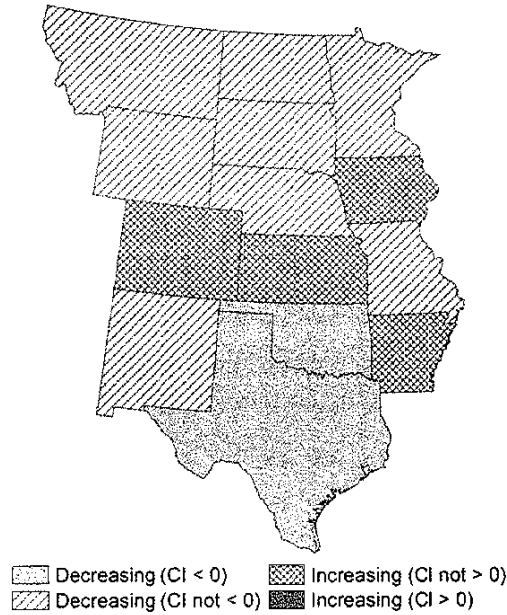 Decreasing (CI < 0)
Decreasing (CI not < 0)
Increasing (CI not > 0)
Increasing (CI > 0)